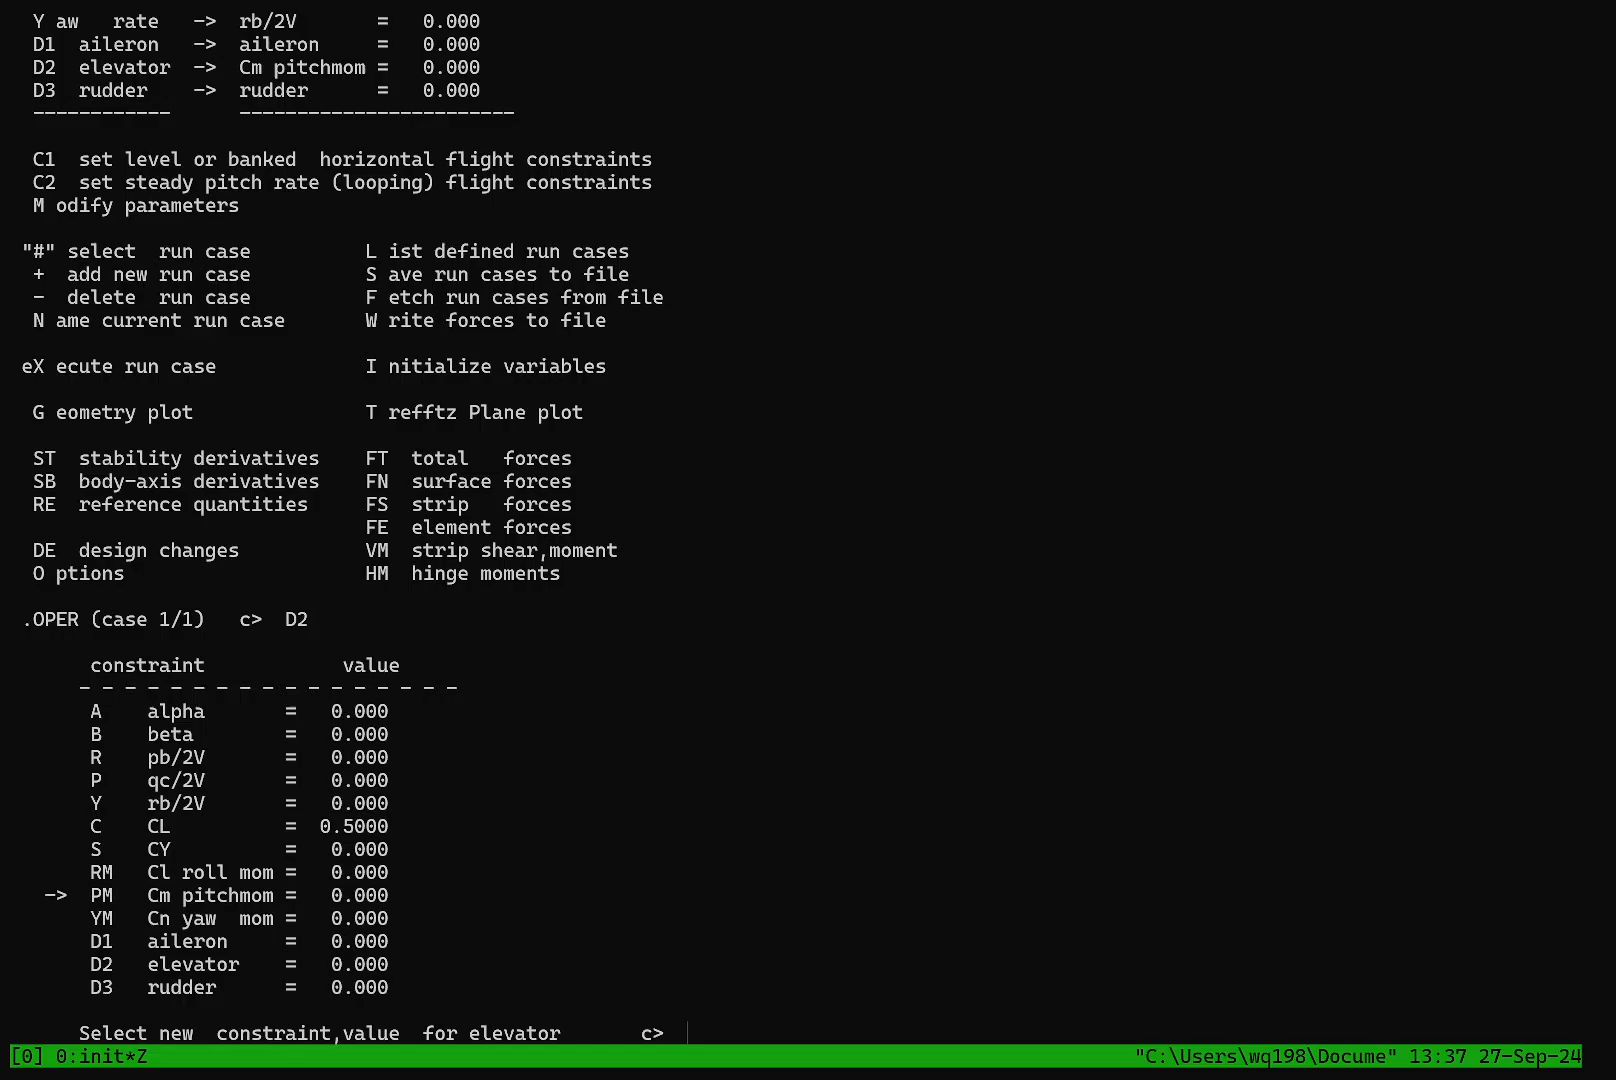 Y aw   rate   ->  rb/2V       =   0.000
D1  aileron   ->  aileron     =   0.000
D2  elevator  ->  Cm pitchmom =   0.000
D3  rudder    ->  rudder      =   0.000
------------      ------------------------
C1  set level or banked  horizontal flight constraints
C2  set steady pitch rate (looping) flight constraints
M odify parameters
"#" select  run case          L ist defined run cases
+  add new run case          S ave run cases to file
-  delete  run case          F etch run cases from file
N ame current run case       W rite forces to file
eX ecute run case             I nitialize variables
G eometry plot               T refftz Plane plot
ST  stability derivatives    FT  total   forces
SB  body-axis derivatives    FN  surface forces
RE  reference quantities     FS  strip   forces
FE  element forces
DE  design changes           VM  strip shear,moment
O ptions                     HM  hinge moments
.OPER (case 1/1)   c>  D2
constraint            value
- - - - - - - - - - - - - - - - -
A    alpha       =   0.000
B    beta        =   0.000
R    pb/2V       =   0.000
P    qc/2V       =   0.000
Y    rb/2V       =   0.000
C    CL          =  0.5000
S    CY          =   0.000
RM   Cl roll mom =   0.000
->  PM   Cm pitchmom =   0.000
YM   Cn yaw  mom =   0.000
D1   aileron     =   0.000
D2   elevator    =   0.000
D3   rudder      =   0.000
Select new  constraint,value  for elevator       c>
[0] 0:init*Z "C:\Users\wq198\Docume" 13:37 27-Sep-24